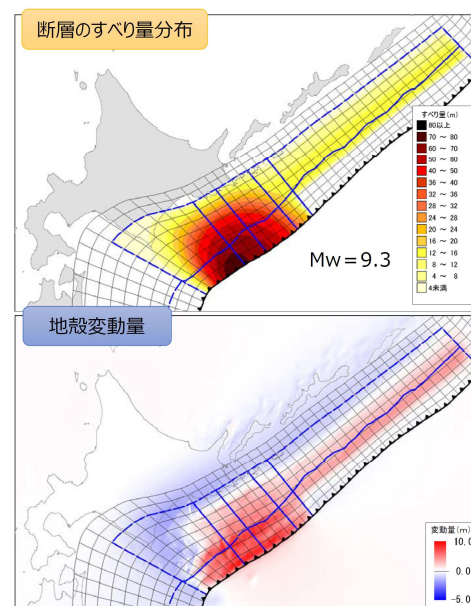 断層のすべり量分布
すべり量(m)
80以上
70 ～ 80
60 ～ 70
50 ～ 60
40 ～ 50
36 ～ 40
32 ～ 36
28 ～ 32
24 ～ 28
20 ～ 24
16 ～ 20
12 ～ 16
8 ～ 12
4 ～ 8
4未満
Mw=9.3
地殻変動量
変動量(m)
10.0
0.0
-5.0